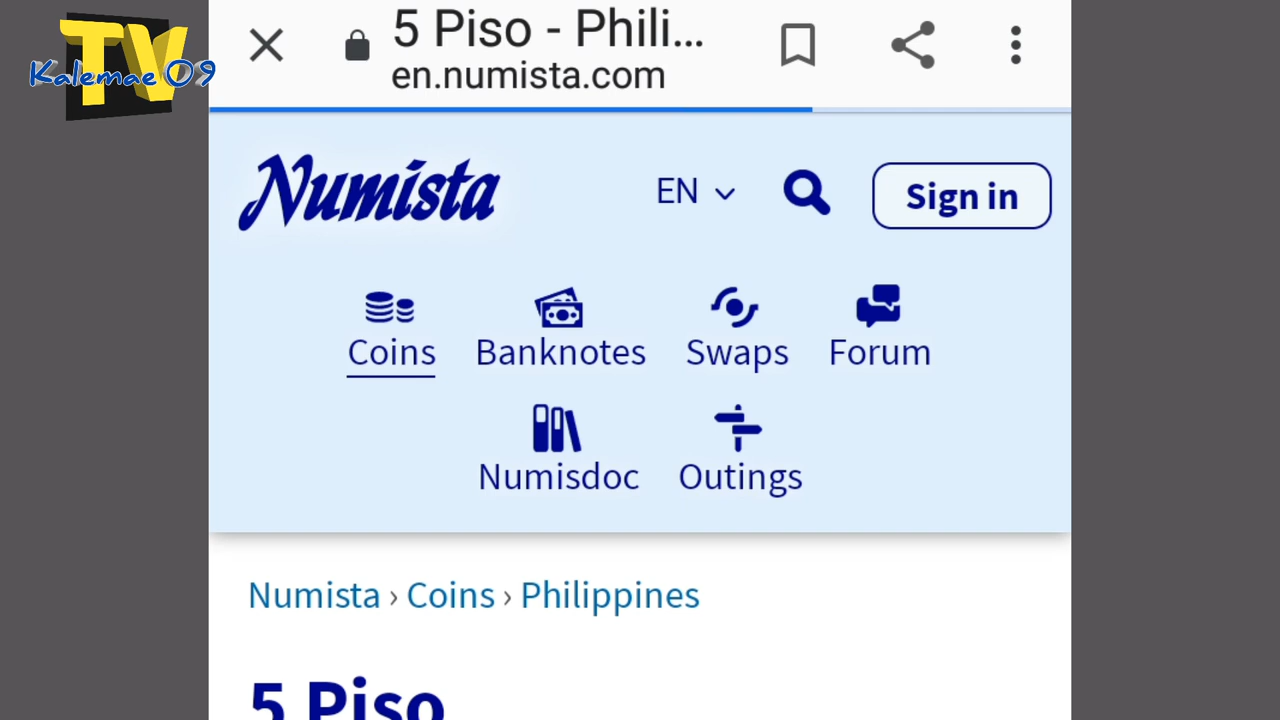 TV
Kalemae 09
5 Piso - Phili...
en.numista.com
Numista
EN
Sign in
Coins
Banknotes
Swaps
Forum
Numisdoc
Outings
Numista › Coins › Philippines
5 Piso